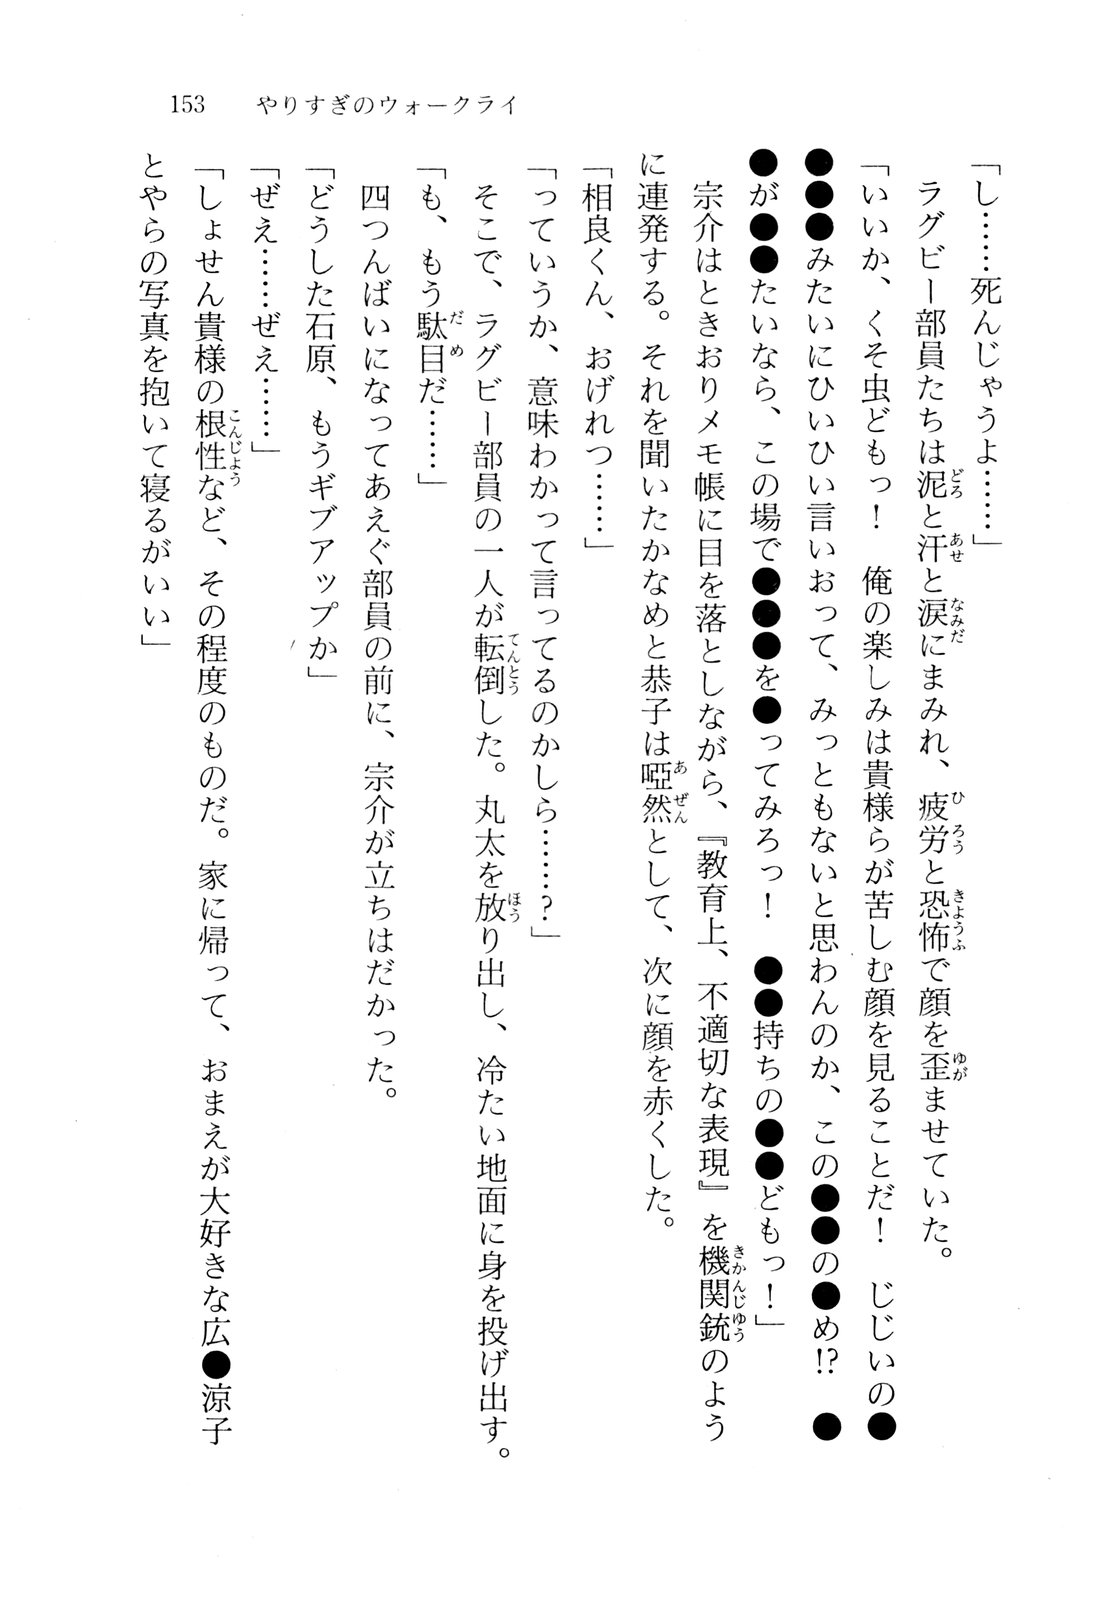 153　やりすぎのウォークライ
「し……死んじゃうよ……」
　ラグビー部員たちは泥と汗と涙にまみれ、疲労と恐怖で顔を歪ませていた。
「いいか、くそ虫どもっ！　俺の楽しみは貴様らが苦しむ顔を見ることだ！　じじいの●
●●●みたいにひいひい言いおって、みっともないと思わんのか、この●●の●め!?　●
●が●●たいなら、この場で●●●を●ってみろっ！　●●持ちの●●どもっ！」
　宗介はときおりメモ帳に目を落としながら、『教育上、不適切な表現』を機関銃のよう
に連発する。それを聞いたかなめと恭子は啞然として、次に顔を赤くした。
「相良くん、おげれつ……」
「っていうか、意味わかって言ってるのかしら……？」
　そこで、ラグビー部員の一人が転倒した。丸太を放り出し、冷たい地面に身を投げ出す。
「も、もう駄目だ……」
　四つんばいになってあえぐ部員の前に、宗介が立ちはだかった。
「どうした石原、もうギブアップか」
「ぜえ……ぜえ……」
「しょせん貴様の根性など、その程度のものだ。家に帰って、おまえが大好きな広●涼子
とやらの写真を抱いて寝るがいい」